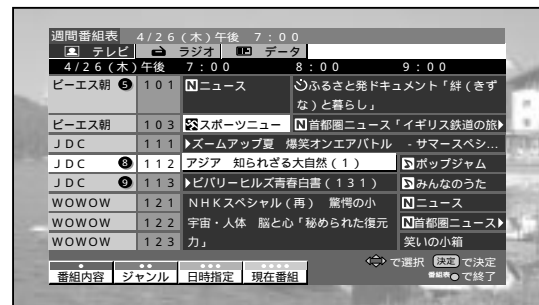 週間番組表 4/26(木)午後 7:00
テレビ ラジオ データ
4/26(木)午後 7:00 8:00 9:00
ビーエス朝 5 101 Nニュース ふるさと発ドキュメント「絆(きずな)と暮らし」
ビーエス朝 103 スポーツニュー N首都圏ニュース「イギリス鉄道の旅
JDC 111 ズームアップ夏 爆笑オンエアバトル -サマースペシ...
JDC 8 112 アジア 知られざる大自然(1) ポップジャム
JDC 9 113 ビバリーヒルズ青春白書(131) みんなのうた
WOWOW 121 NHKスペシャル(再) 驚愕の小 Nニュース
WOWOW 122 宇宙・人体 脳と心「秘められた復元 N首都圏ニュース
WOWOW 123 力」 笑いの小箱
で選択 決定で決定
番組内容 ジャンル 日時指定 現在番組 番組表で終了